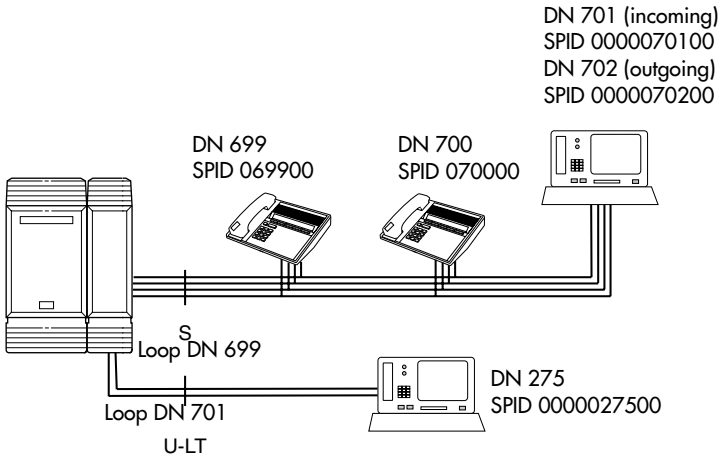 DN 701 (incoming)
SPID 0000070100
DN 702 (outgoing)
SPID 0000070200
DN 699
SPID 069900
DN 700
SPID 070000
S
Loop DN 699
Loop DN 701
U-LT
DN 275
SPID 0000027500